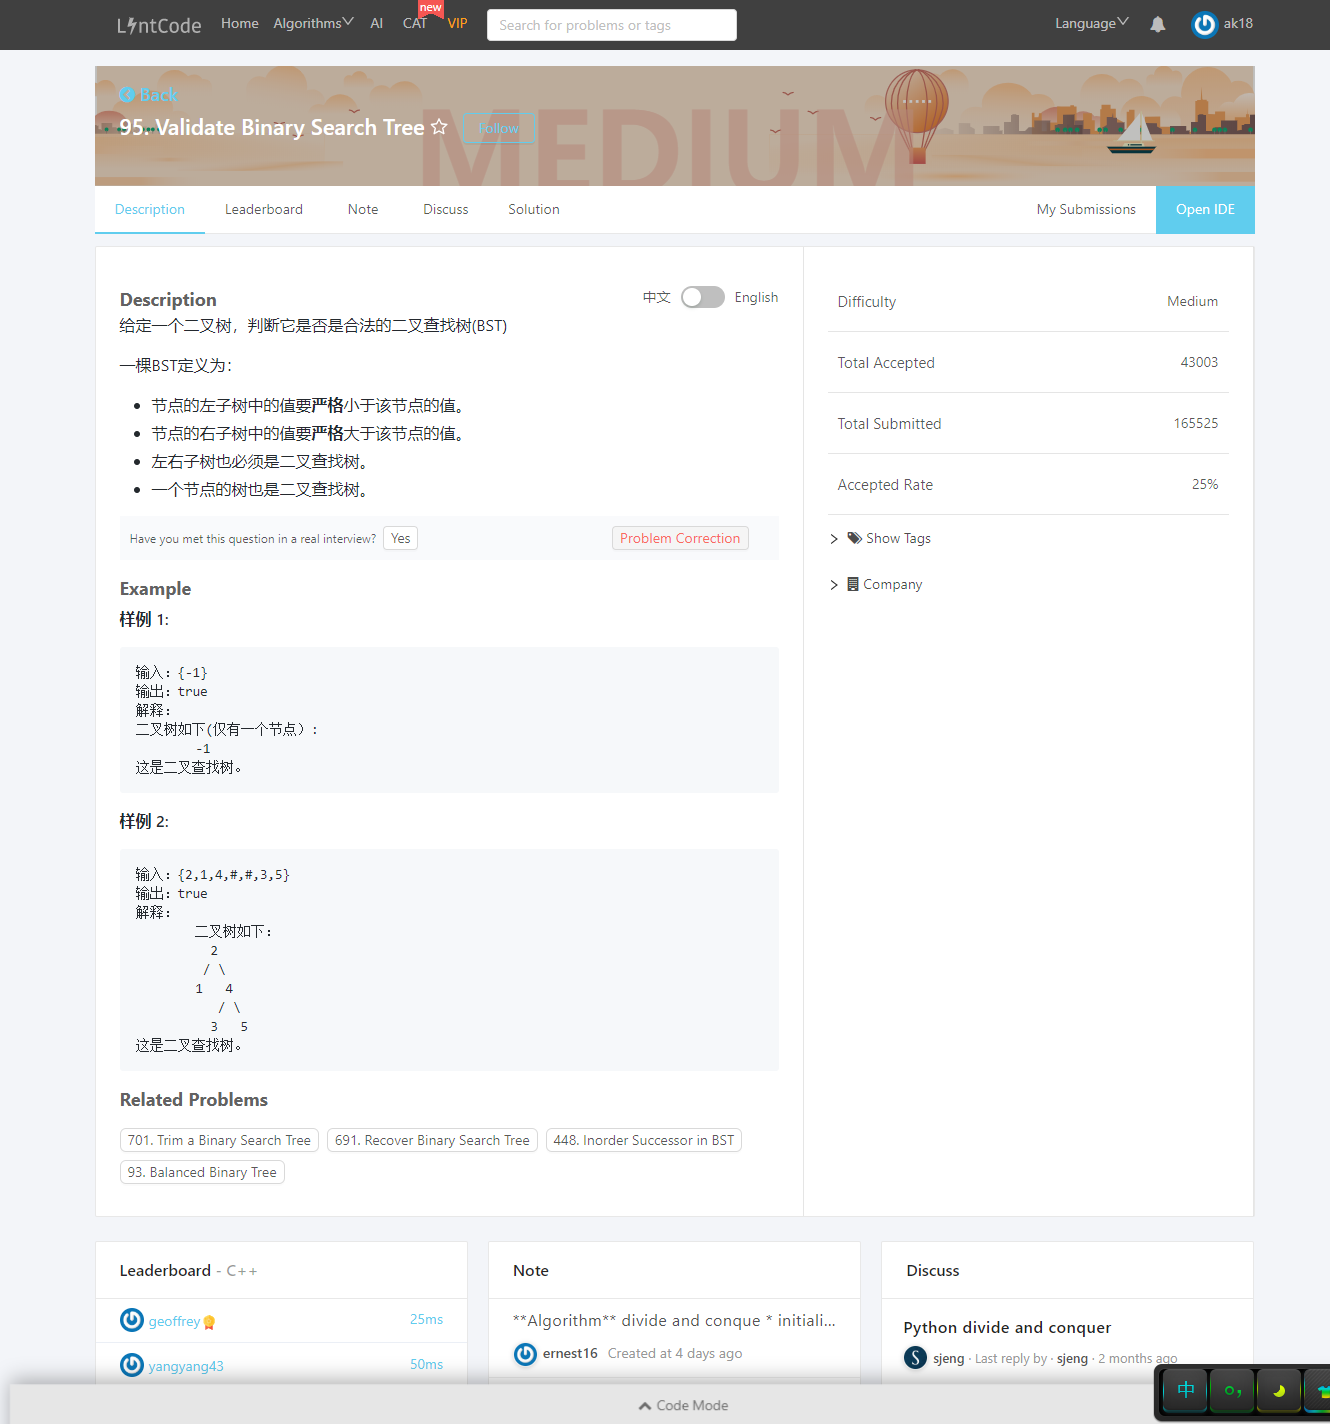 LintCode Home Algorithms AI CAT new VIP Search for problems or tags Language ak18
Back
95. Validate Binary Search Tree Follow
MEDIUM
Description Leaderboard Note Discuss Solution My Submissions Open IDE
Description 中文 English
给定一个二叉树，判断它是否是合法的二叉查找树(BST)
一棵BST定义为：
节点的左子树中的值要严格小于该节点的值。
节点的右子树中的值要严格大于该节点的值。
左右子树也必须是二叉查找树。
一个节点的树也是二叉查找树。
Have you met this question in a real interview? Yes Problem Correction
Example
样例 1:
输入：{-1}
输出：true
解释：
二叉树如下(仅有一个节点）:
-1
这是二叉查找树。
样例 2:
输入：{2,1,4,#,#,3,5}
输出：true
解释：
二叉树如下：
2
/ \
1 4
/ \
3 5
这是二叉查找树。
Related Problems
701. Trim a Binary Search Tree 691. Recover Binary Search Tree 448. Inorder Successor in BST
93. Balanced Binary Tree
Difficulty Medium
Total Accepted 43003
Total Submitted 165525
Accepted Rate 25%
Show Tags
Company
Leaderboard - C++
geoffrey 25ms
yangyang43 50ms
Note
**Algorithm** divide and conque * initiali...
ernest16 Created at 4 days ago
Discuss
Python divide and conquer
S sjeng · Last reply by · sjeng · 2 months ago
Code Mode
中